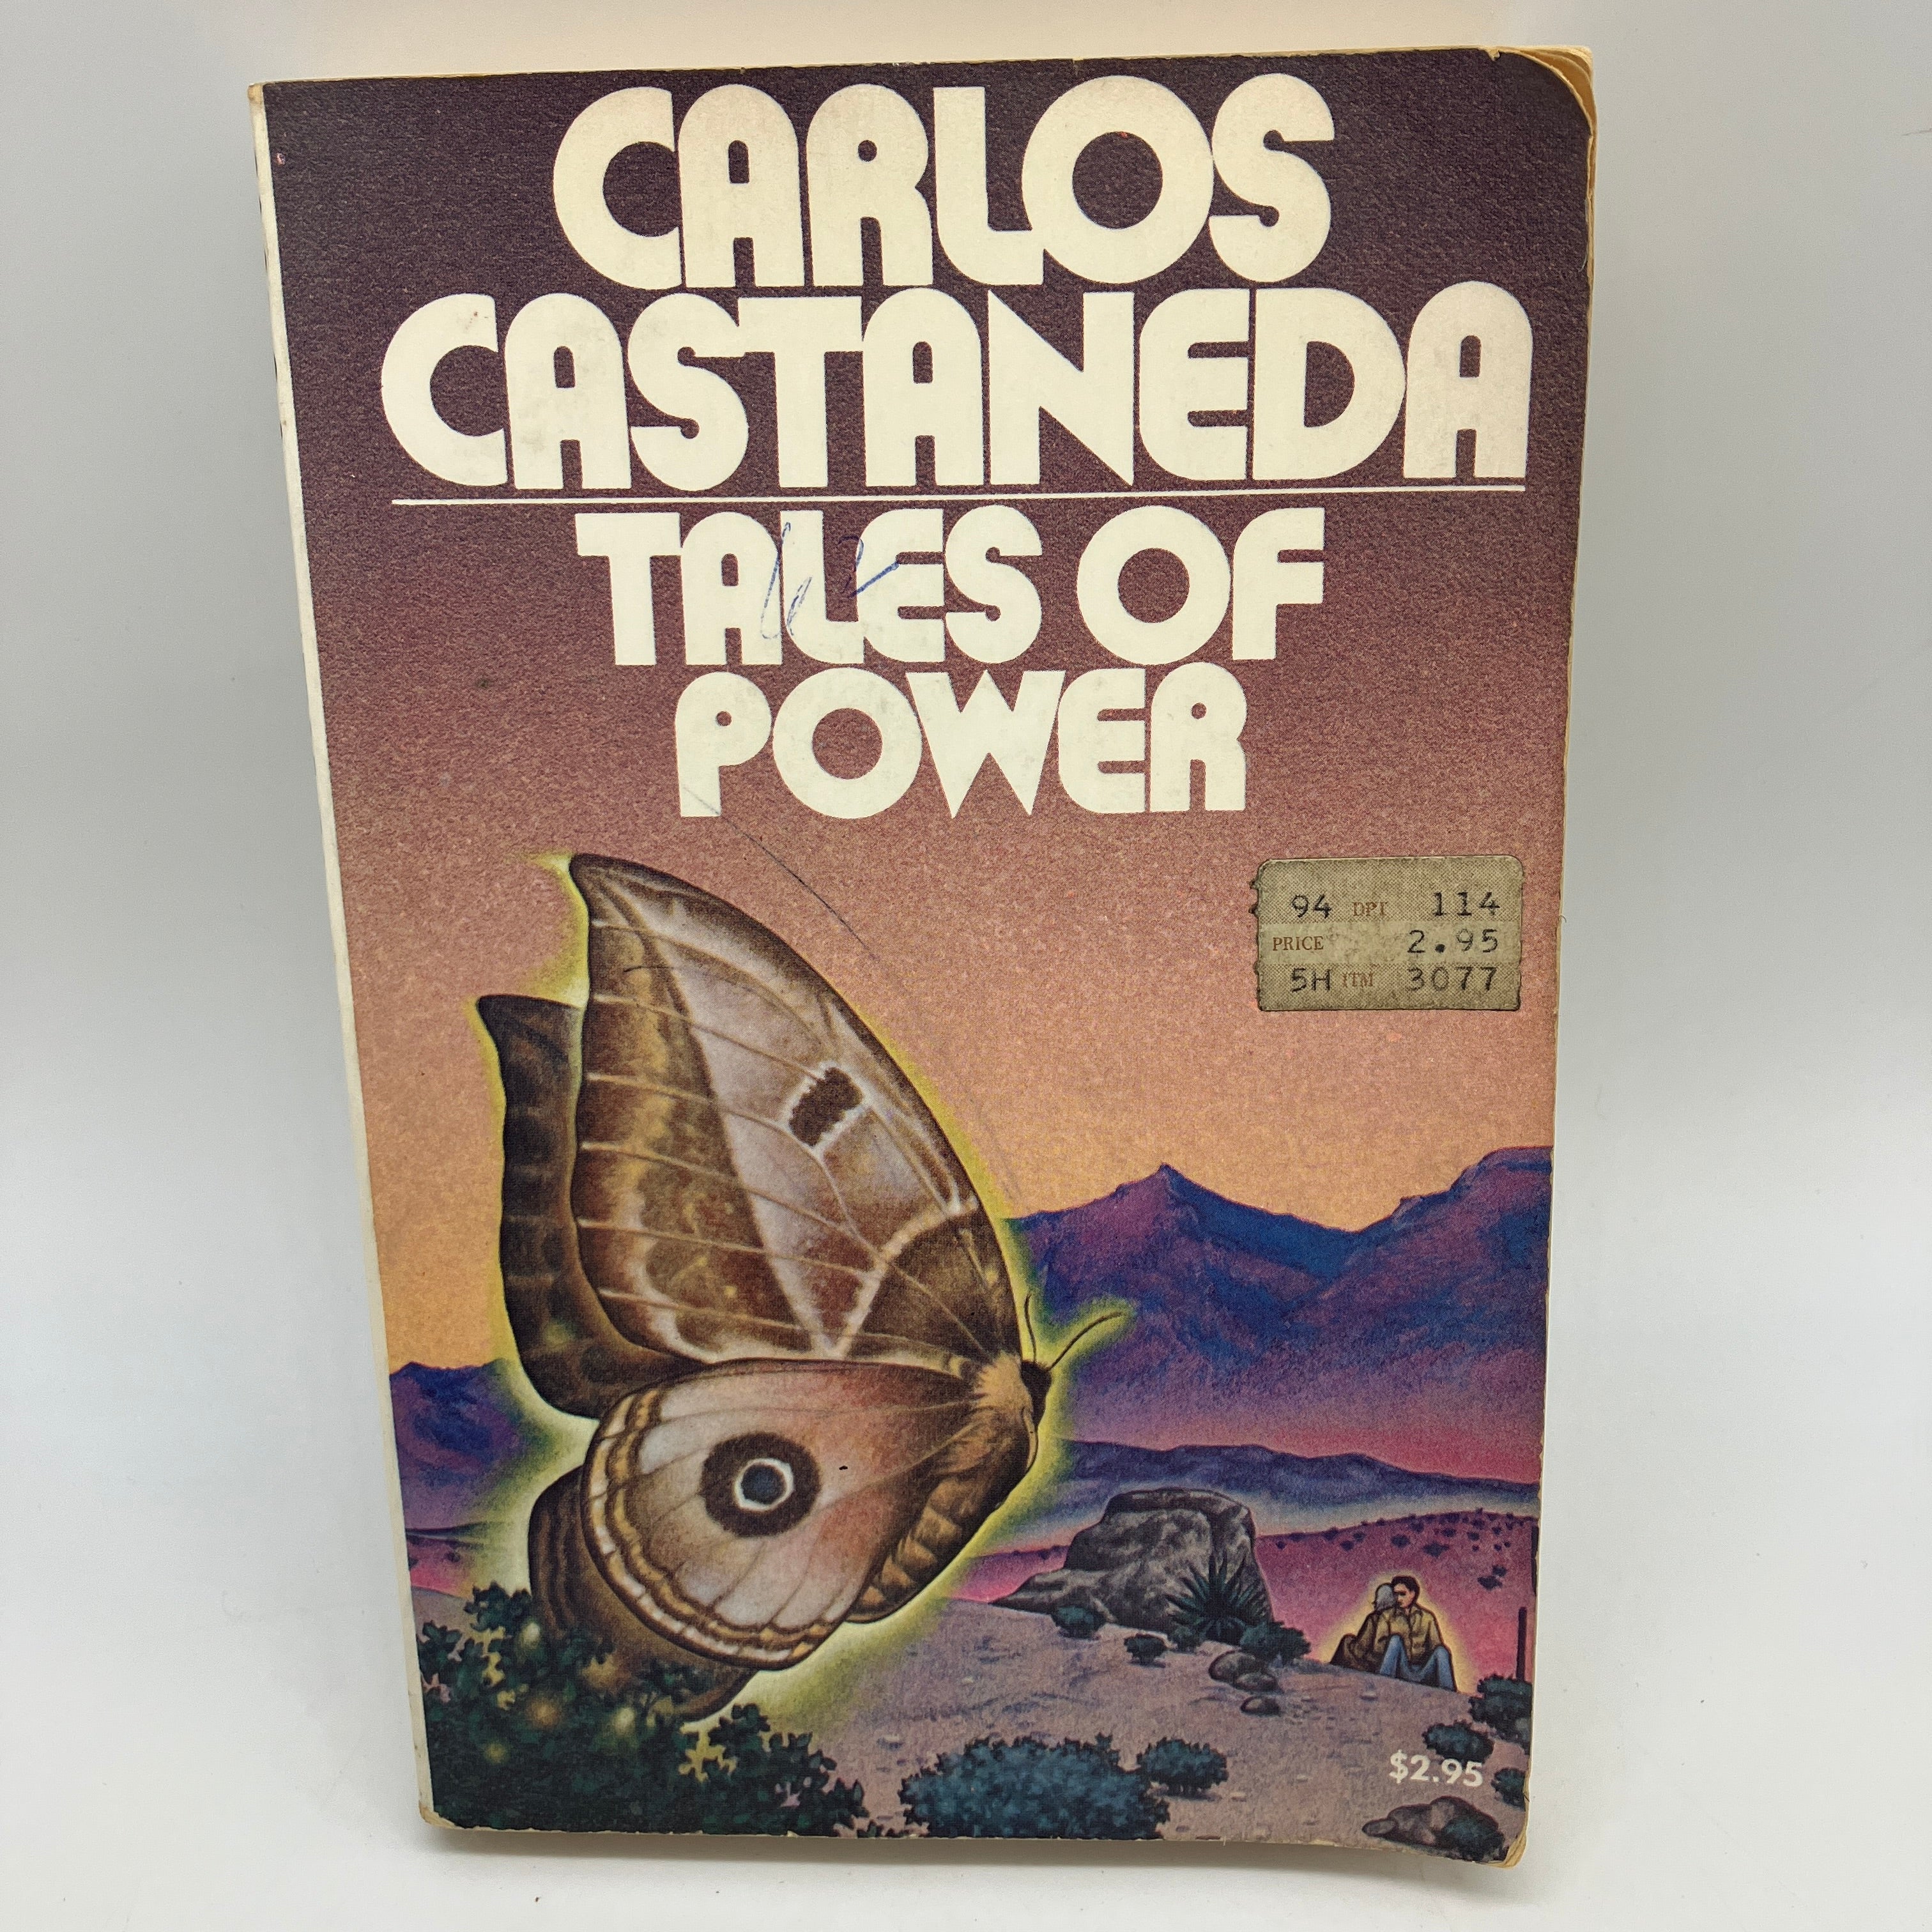 CARLOS
CASTANEDA
TALES OF
POWER
94 DPT 114
PRICE 2.95
5H ITM 3077
$2.95